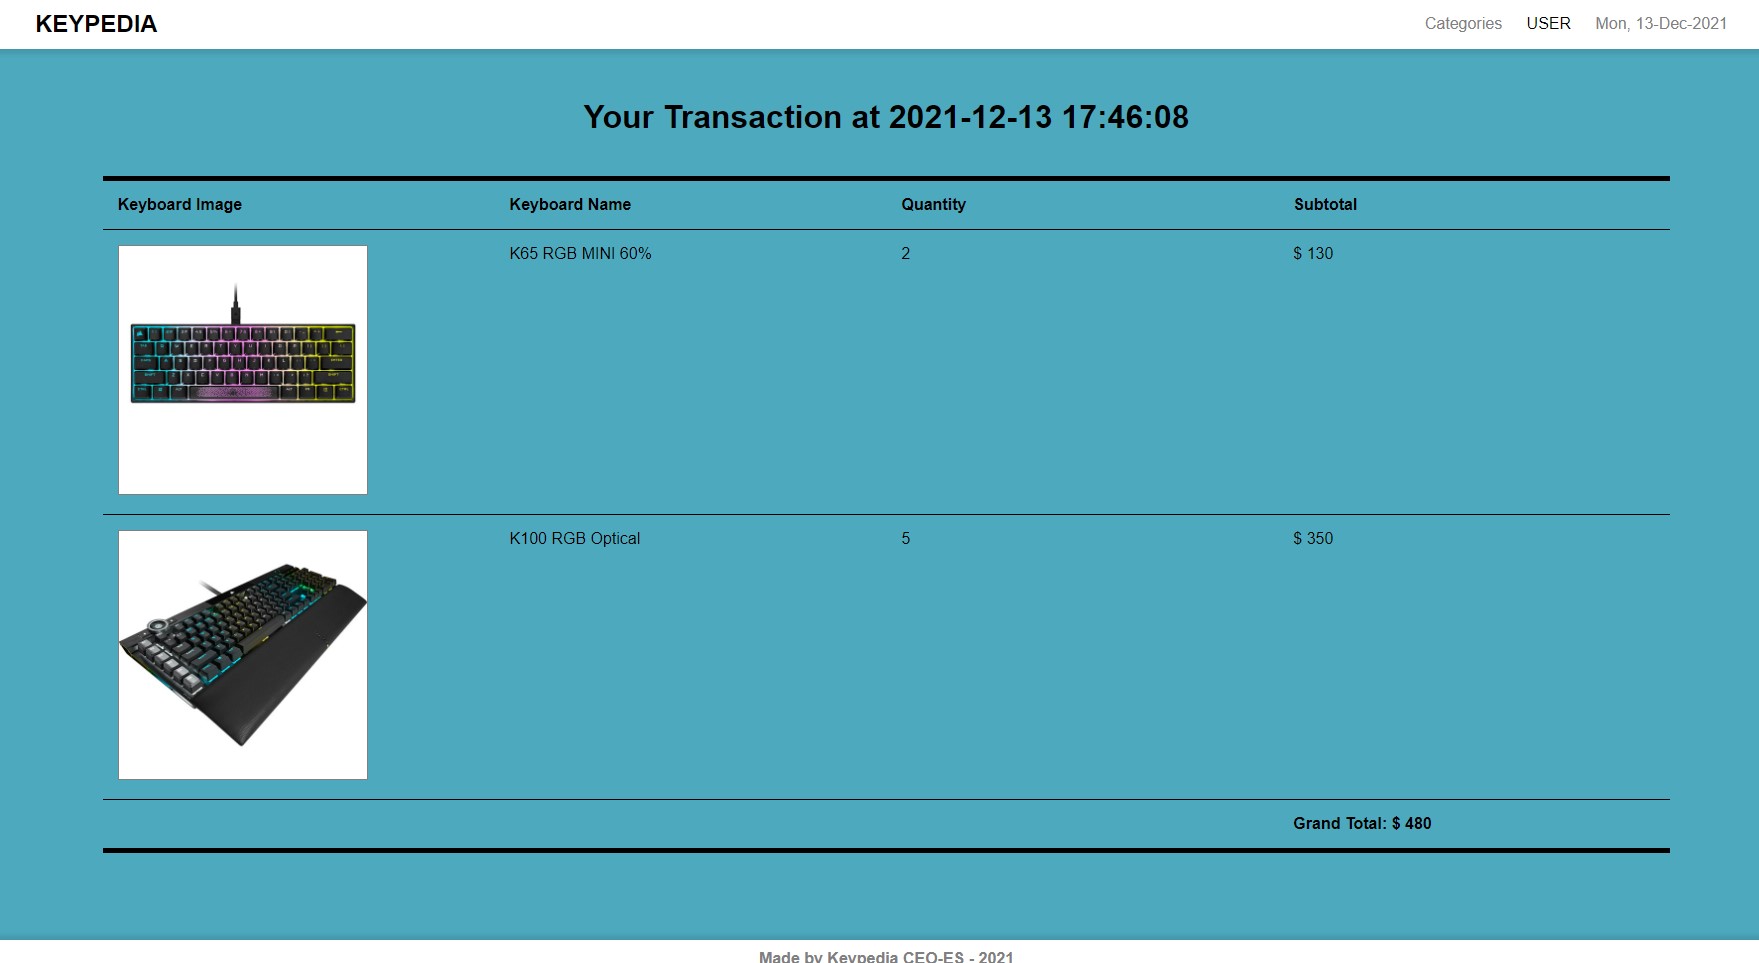 KEYPEDIA Categories USER Mon, 13-Dec-2021
Your Transaction at 2021-12-13 17:46:08
Keyboard Image Keyboard Name Quantity Subtotal
K65 RGB MINI 60% 2 $ 130
K100 RGB Optical 5 $ 350
Grand Total: $ 480
Made by Keypedia CEO-ES - 2021